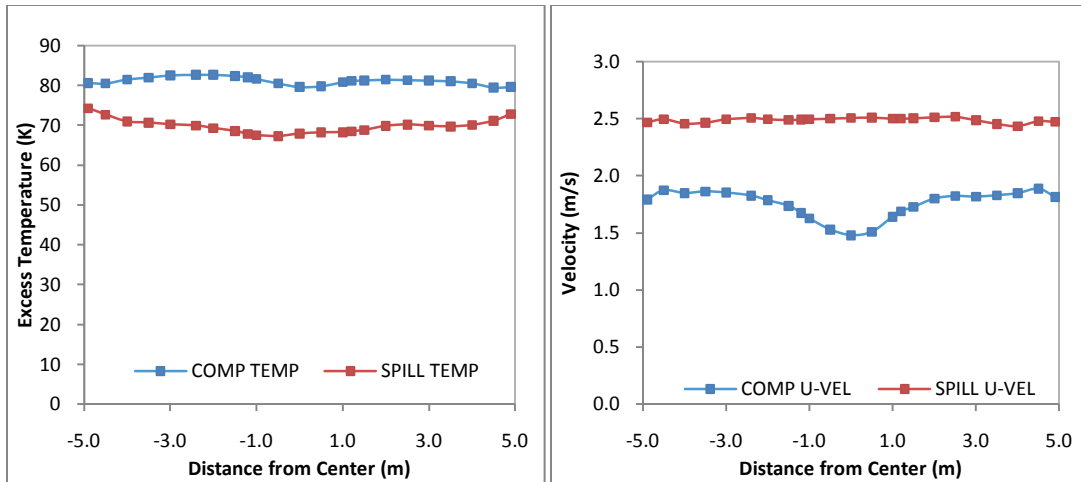 90
80
70
60
50
40
30
20
10
0
Excess Temperature (K)
COMP TEMP SPILL TEMP
-5.0 -3.0 -1.0 1.0 3.0 5.0
Distance from Center (m)
3.0
2.5
2.0
1.5
1.0
0.5
0.0
Velocity (m/s)
COMP U-VEL SPILL U-VEL
-5.0 -3.0 -1.0 1.0 3.0 5.0
Distance from Center (m)